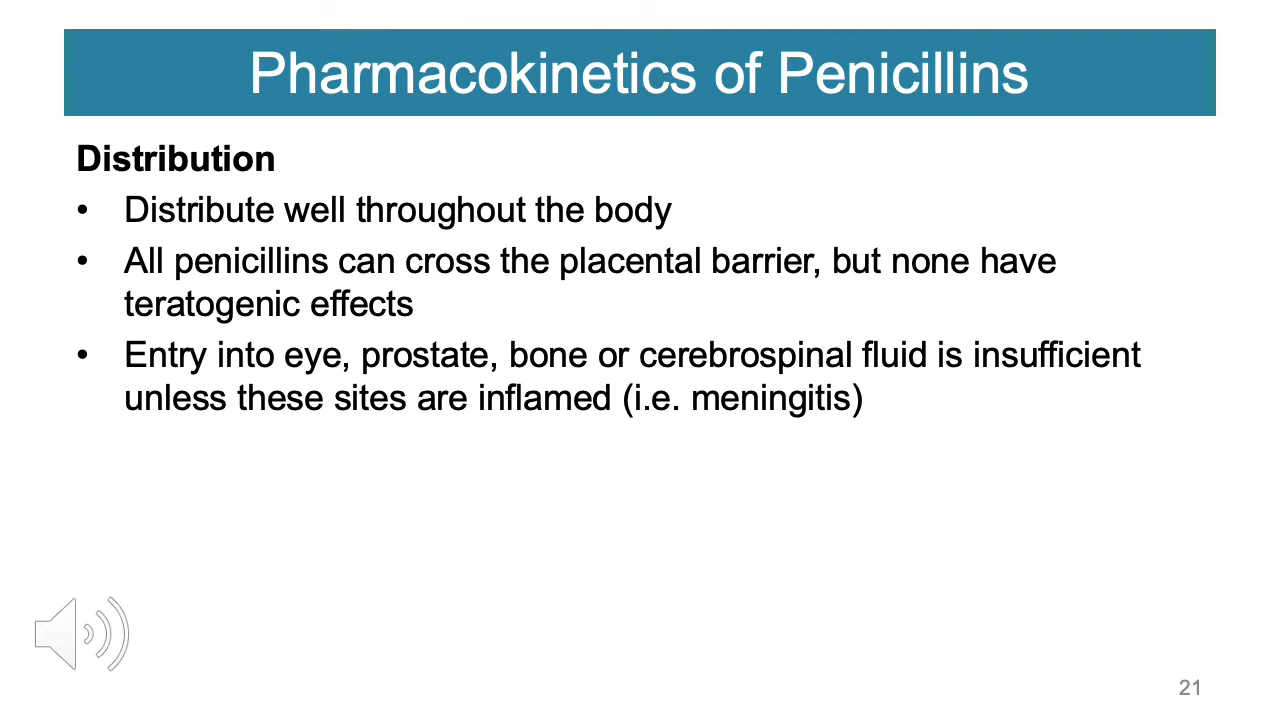 Pharmacokinetics of Penicillins
Distribution
• Distribute well throughout the body
• All penicillins can cross the placental barrier, but none have
teratogenic effects
• Entry into eye, prostate, bone or cerebrospinal fluid is insufficient
unless these sites are inflamed (i.e. meningitis)
21